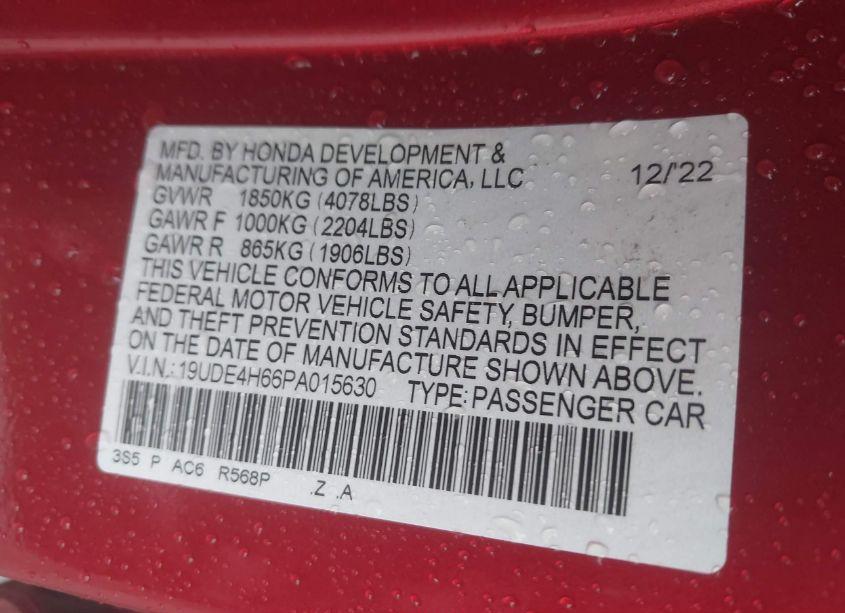 MFD. BY HONDA DEVELOPMENT &
MANUFACTURING OF AMERICA, LLC 12/'22
GVWR 1850KG (4078LBS)
GAWR F 1000KG (2204LBS)
GAWR R 865KG (1906LBS)
THIS VEHICLE CONFORMS TO ALL APPLICABLE
FEDERAL MOTOR VEHICLE SAFETY, BUMPER,
AND THEFT PREVENTION STANDARDS IN EFFECT
ON THE DATE OF MANUFACTURE SHOWN ABOVE.
V.I.N.: 19UDE4H66PA015630 TYPE: PASSENGER CAR
3S5 P AC6 R568P .Z .A